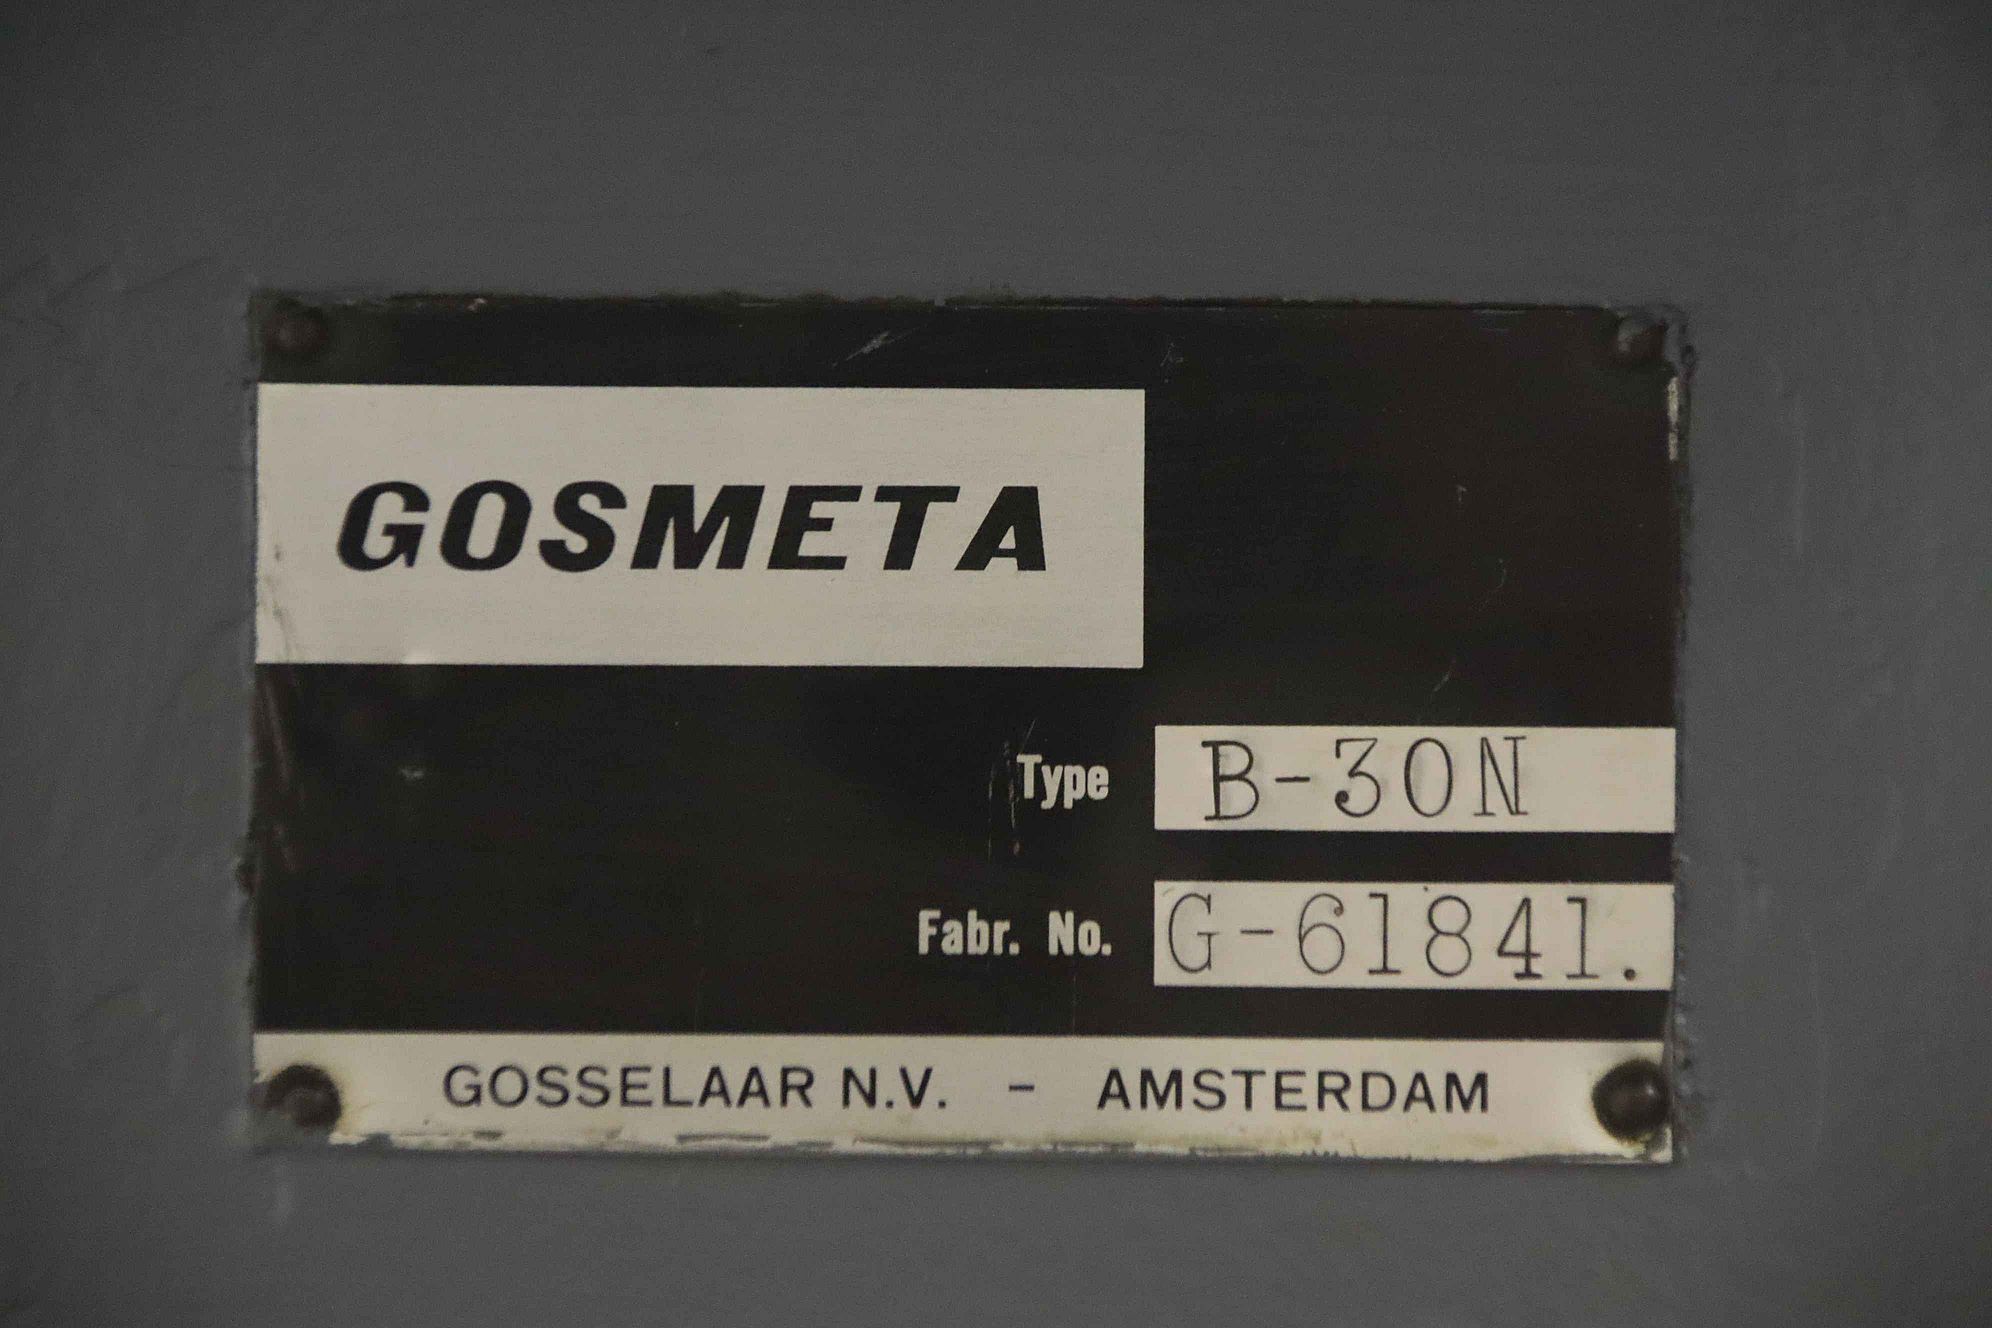 GOSMETA
Type B-30N
Fabr. No. G-61841.
GOSSELAAR N.V. - AMSTERDAM